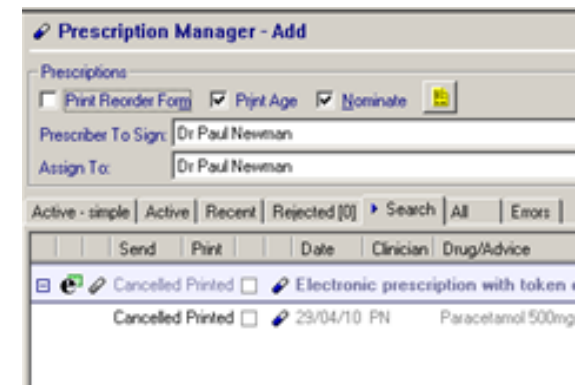 Prescription Manager - Add
Prescriptions
Print Reorder Form Print Age Nominate
Prescriber To Sign: Dr Paul Newman
Assign To: Dr Paul Newman
Active - simple Active Recent Rejected [0] Search All Errors
Send Print Date Clinician Drug/Advice
Cancelled Printed Electronic prescription with token
Cancelled Printed 29/04/10 PN Paracetamol 500mg